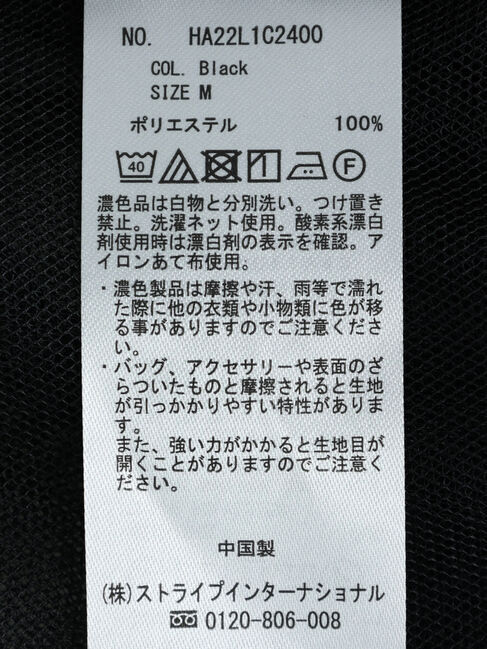 NO. HA22L1C2400
COL. Black
SIZE M
ポリエステル 100%
40 F
濃色品は白物と分別洗い。つけ置き
禁止。洗濯ネット使用。酸素系漂白
剤使用時は漂白剤の表示を確認。ア
イロンあて布使用。
・濃色製品は摩擦や汗、雨等で濡れ
た際に他の衣類や小物類に色が移
る事がありますのでご注意くださ
い。
・バッグ、アクセサリーや表面のざ
らついたものと摩擦されると生地
が引っかかりやすい特性がありま
す。
また、強い力がかかると生地目が
開くことがありますのでご注意く
ださい。
中国製
(株)ストライプインターナショナル
0120-806-008